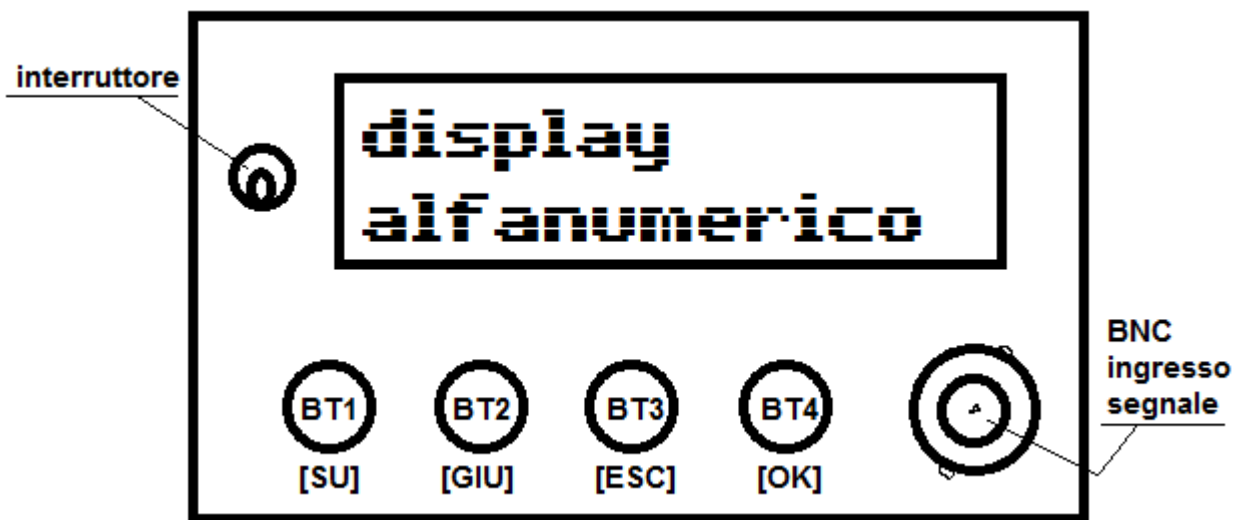 interruttore
display
alfanumerico
BNC
ingresso
segnale
BT1 BT2 BT3 BT4
[SU] [GIU] [ESC] [OK]